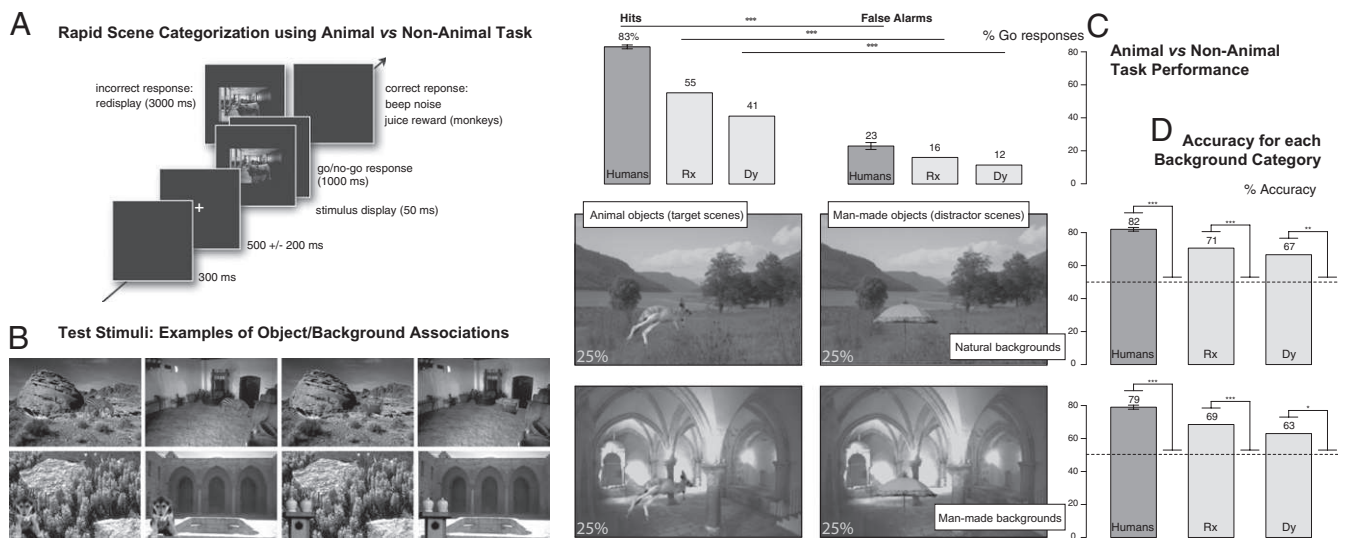 A
Rapid Scene Categorization using Animal vs Non-Animal Task
incorrect response:
redisplay (3000 ms)
correct reponse:
beep noise
juice reward (monkeys)
go/no-go response
(1000 ms)
stimulus display (50 ms)
+
500 +/- 200 ms
300 ms
B
Test Stimuli: Examples of Object/Background Associations
Hits
***
False Alarms
***
***
% Go responses
83%
55
41
23
16
12
Humans
Rx
Dy
Humans
Rx
Dy
80
60
40
20
0
C
Animal vs Non-Animal
Task Performance
Animal objects (target scenes)
Man-made objects (distractor scenes)
25%
25%
Natural backgrounds
25%
25%
Man-made backgrounds
D
Accuracy for each
Background Category
% Accuracy
80
60
40
20
0
***
***
**
82
71
67
Humans
Rx
Dy
80
60
40
20
0
***
***
*
79
69
63
Humans
Rx
Dy